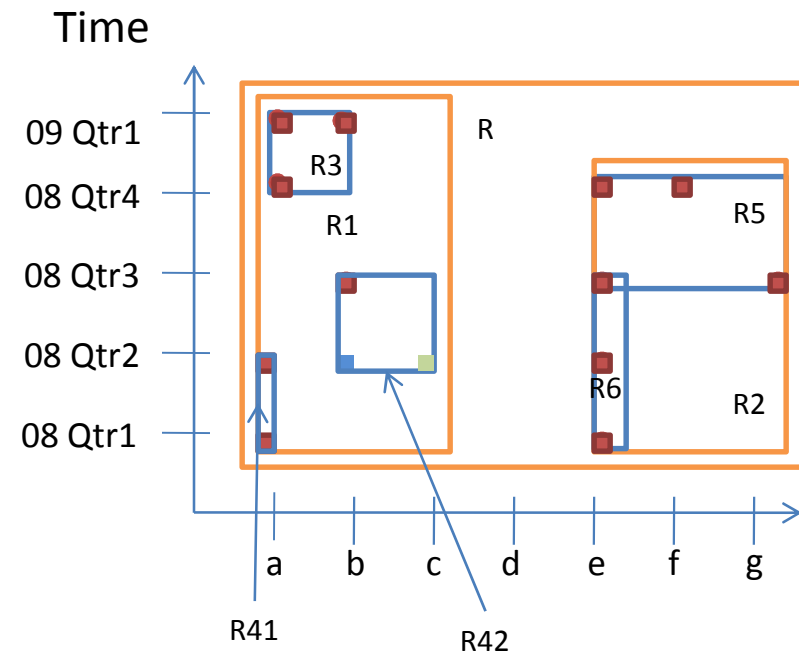 Time
09 Qtr1
R
R3
08 Qtr4
R5
R1
08 Qtr3
08 Qtr2
R6
R2
08 Qtr1
a b c d e f g
R41
R42